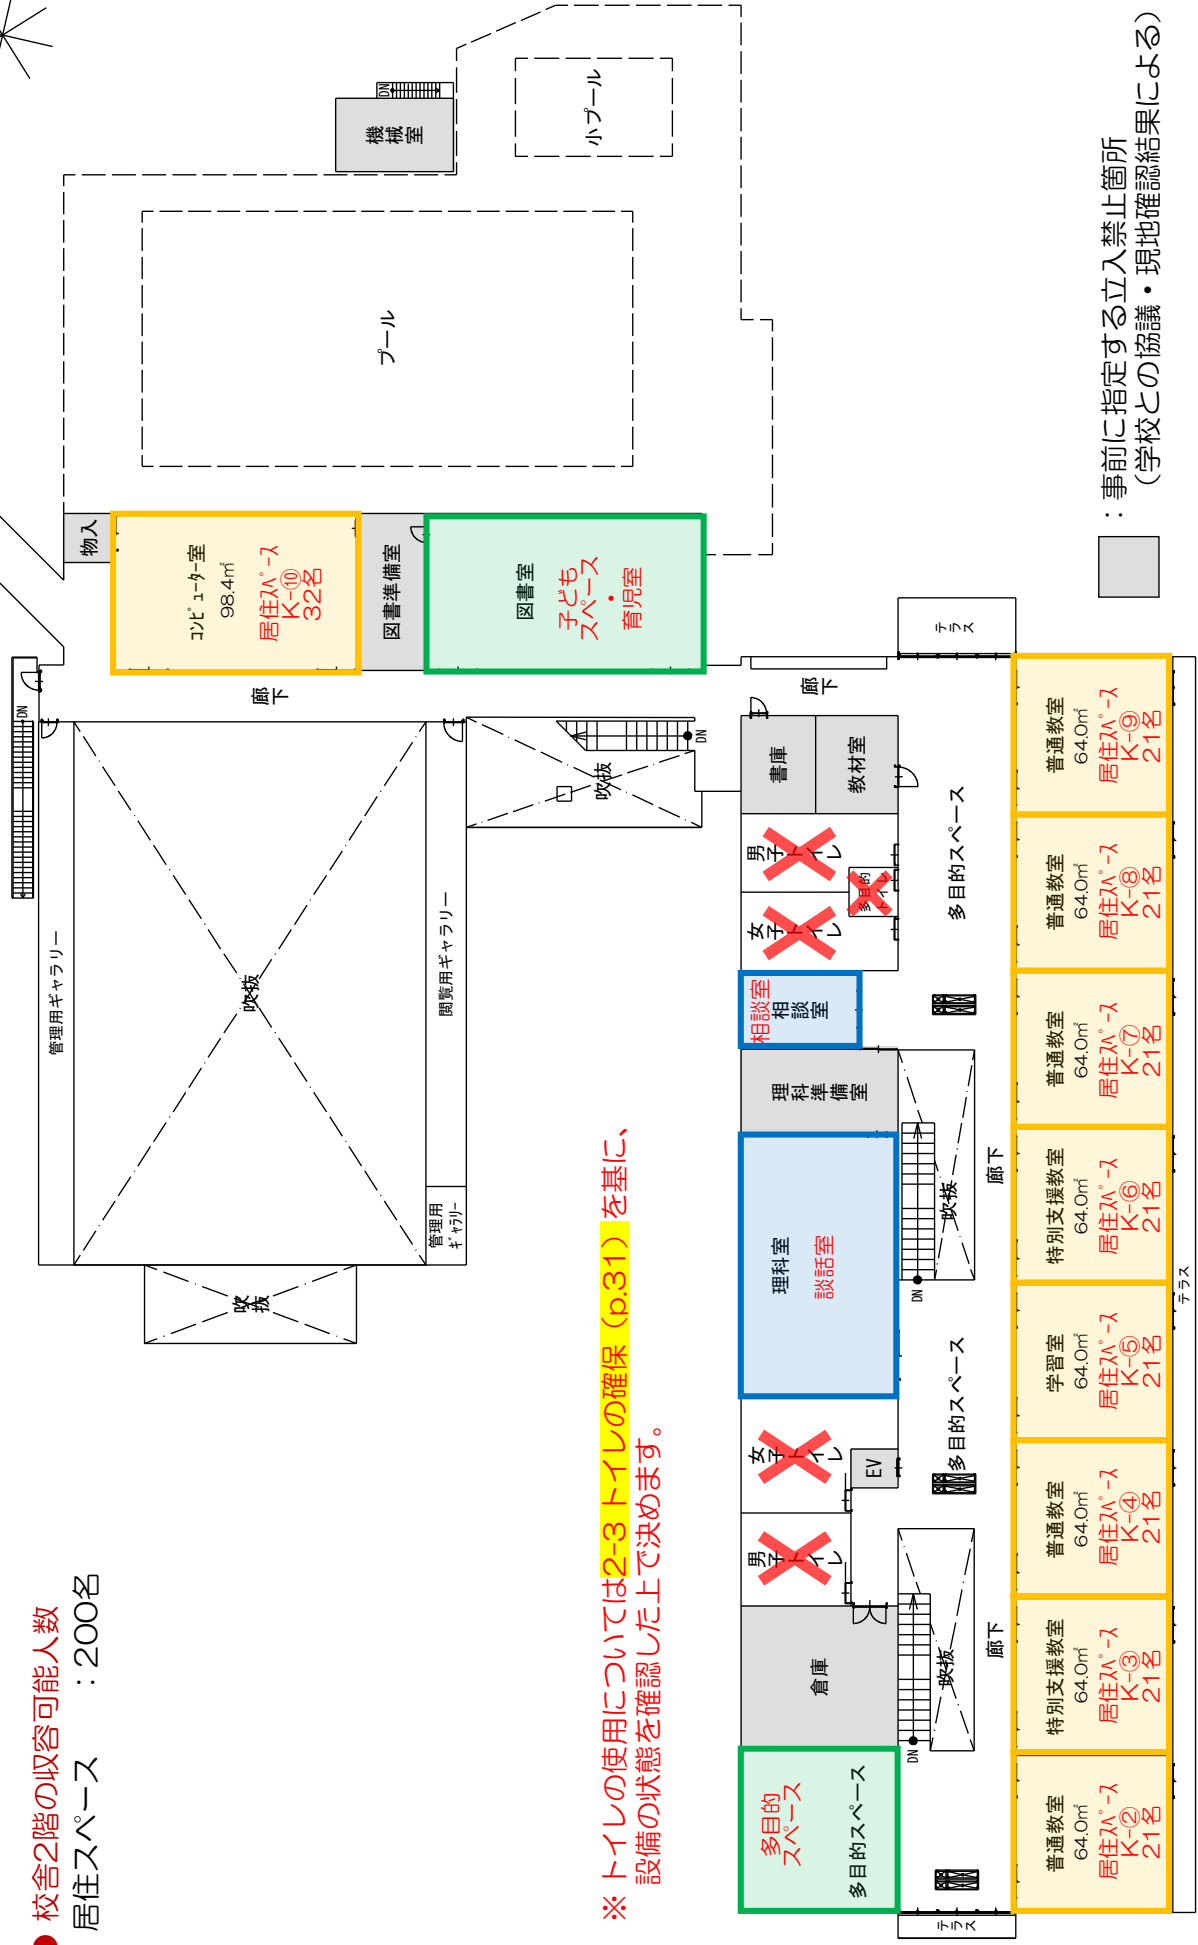 ● 校舎2階の収容可能人数
居住スペース ：200名
※ トイレの使用については2-3 トイレの確保（p.31）を基に、
設備の状態を確認した上で決めます。
：事前に指定する立入禁止箇所
（学校との協議・現地確認結果による）
管理用ギャラリー
吹抜
DN
閲覧用ギャラリー
管理用
ｷﾞｬﾗﾘｰ
吹
抜
廊下
物入
ｺﾝﾋﾟｭｰﾀｰ室
98.4㎡
居住ｽﾍﾟｰｽ
K-⑩
32名
図書準備室
図書室
子ども
スペース
・
育児室
プール
小プール
機械
室
DN
吹抜
DN
多目的
スペース
多目的スペース
倉庫
男子トイレ
女子トイレ
EV
理科室
談話室
理科準備室
相談室
相談室
女子トイレ
男子トイレ
多目的
トイレ
書庫
教材室
廊下
テラス
DN
吹抜
多目的スペース
DN
吹抜
多目的スペース
テラス
廊下
廊下
普通教室
64.0㎡
居住ｽﾍﾟｰｽ
K-②
21名
特別支援教室
64.0㎡
居住ｽﾍﾟｰｽ
K-③
21名
普通教室
64.0㎡
居住ｽﾍﾟｰｽ
K-④
21名
学習室
64.0㎡
居住ｽﾍﾟｰｽ
K-⑤
21名
特別支援教室
64.0㎡
居住ｽﾍﾟｰｽ
K-⑥
21名
普通教室
64.0㎡
居住ｽﾍﾟｰｽ
K-⑦
21名
普通教室
64.0㎡
居住ｽﾍﾟｰｽ
K-⑧
21名
普通教室
64.0㎡
居住ｽﾍﾟｰｽ
K-⑨
21名
テラス